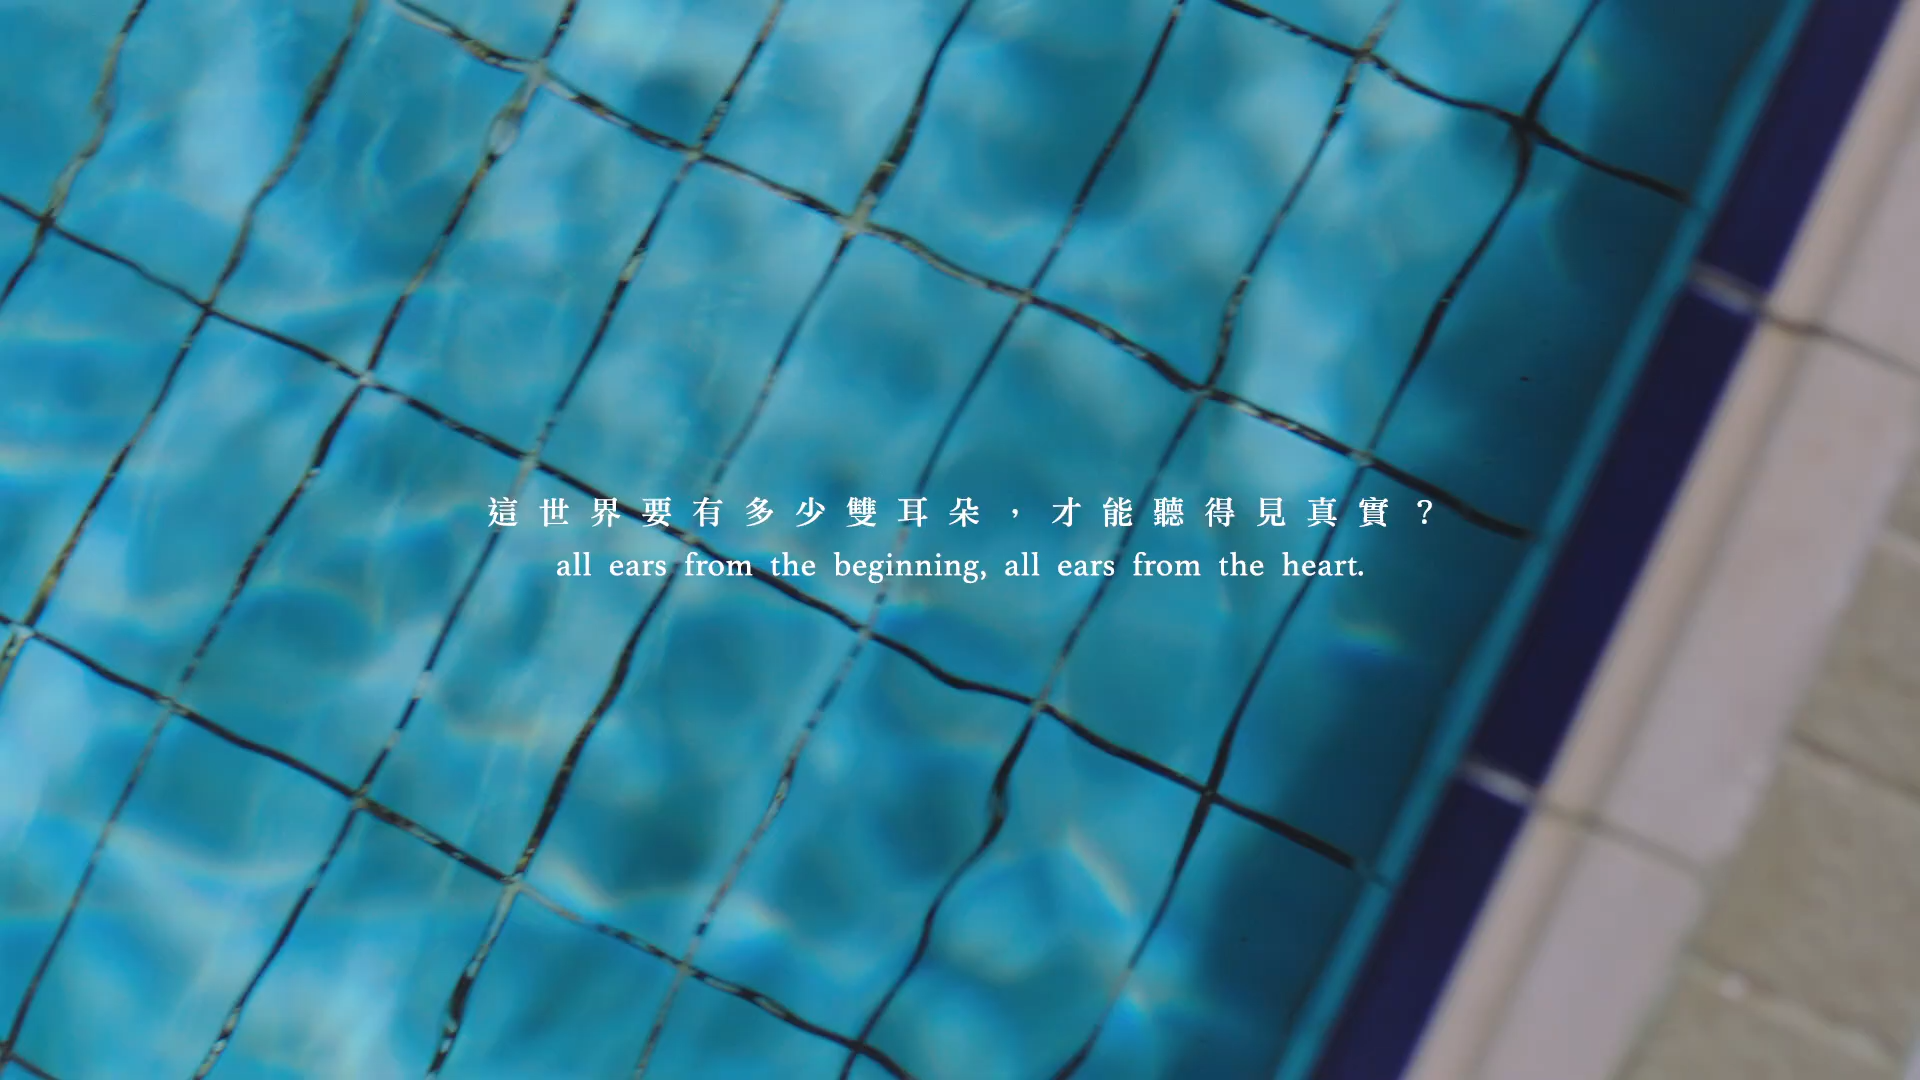 這世界要有多少雙耳朵，才能聽得見真實？
all ears from the beginning, all ears from the heart.